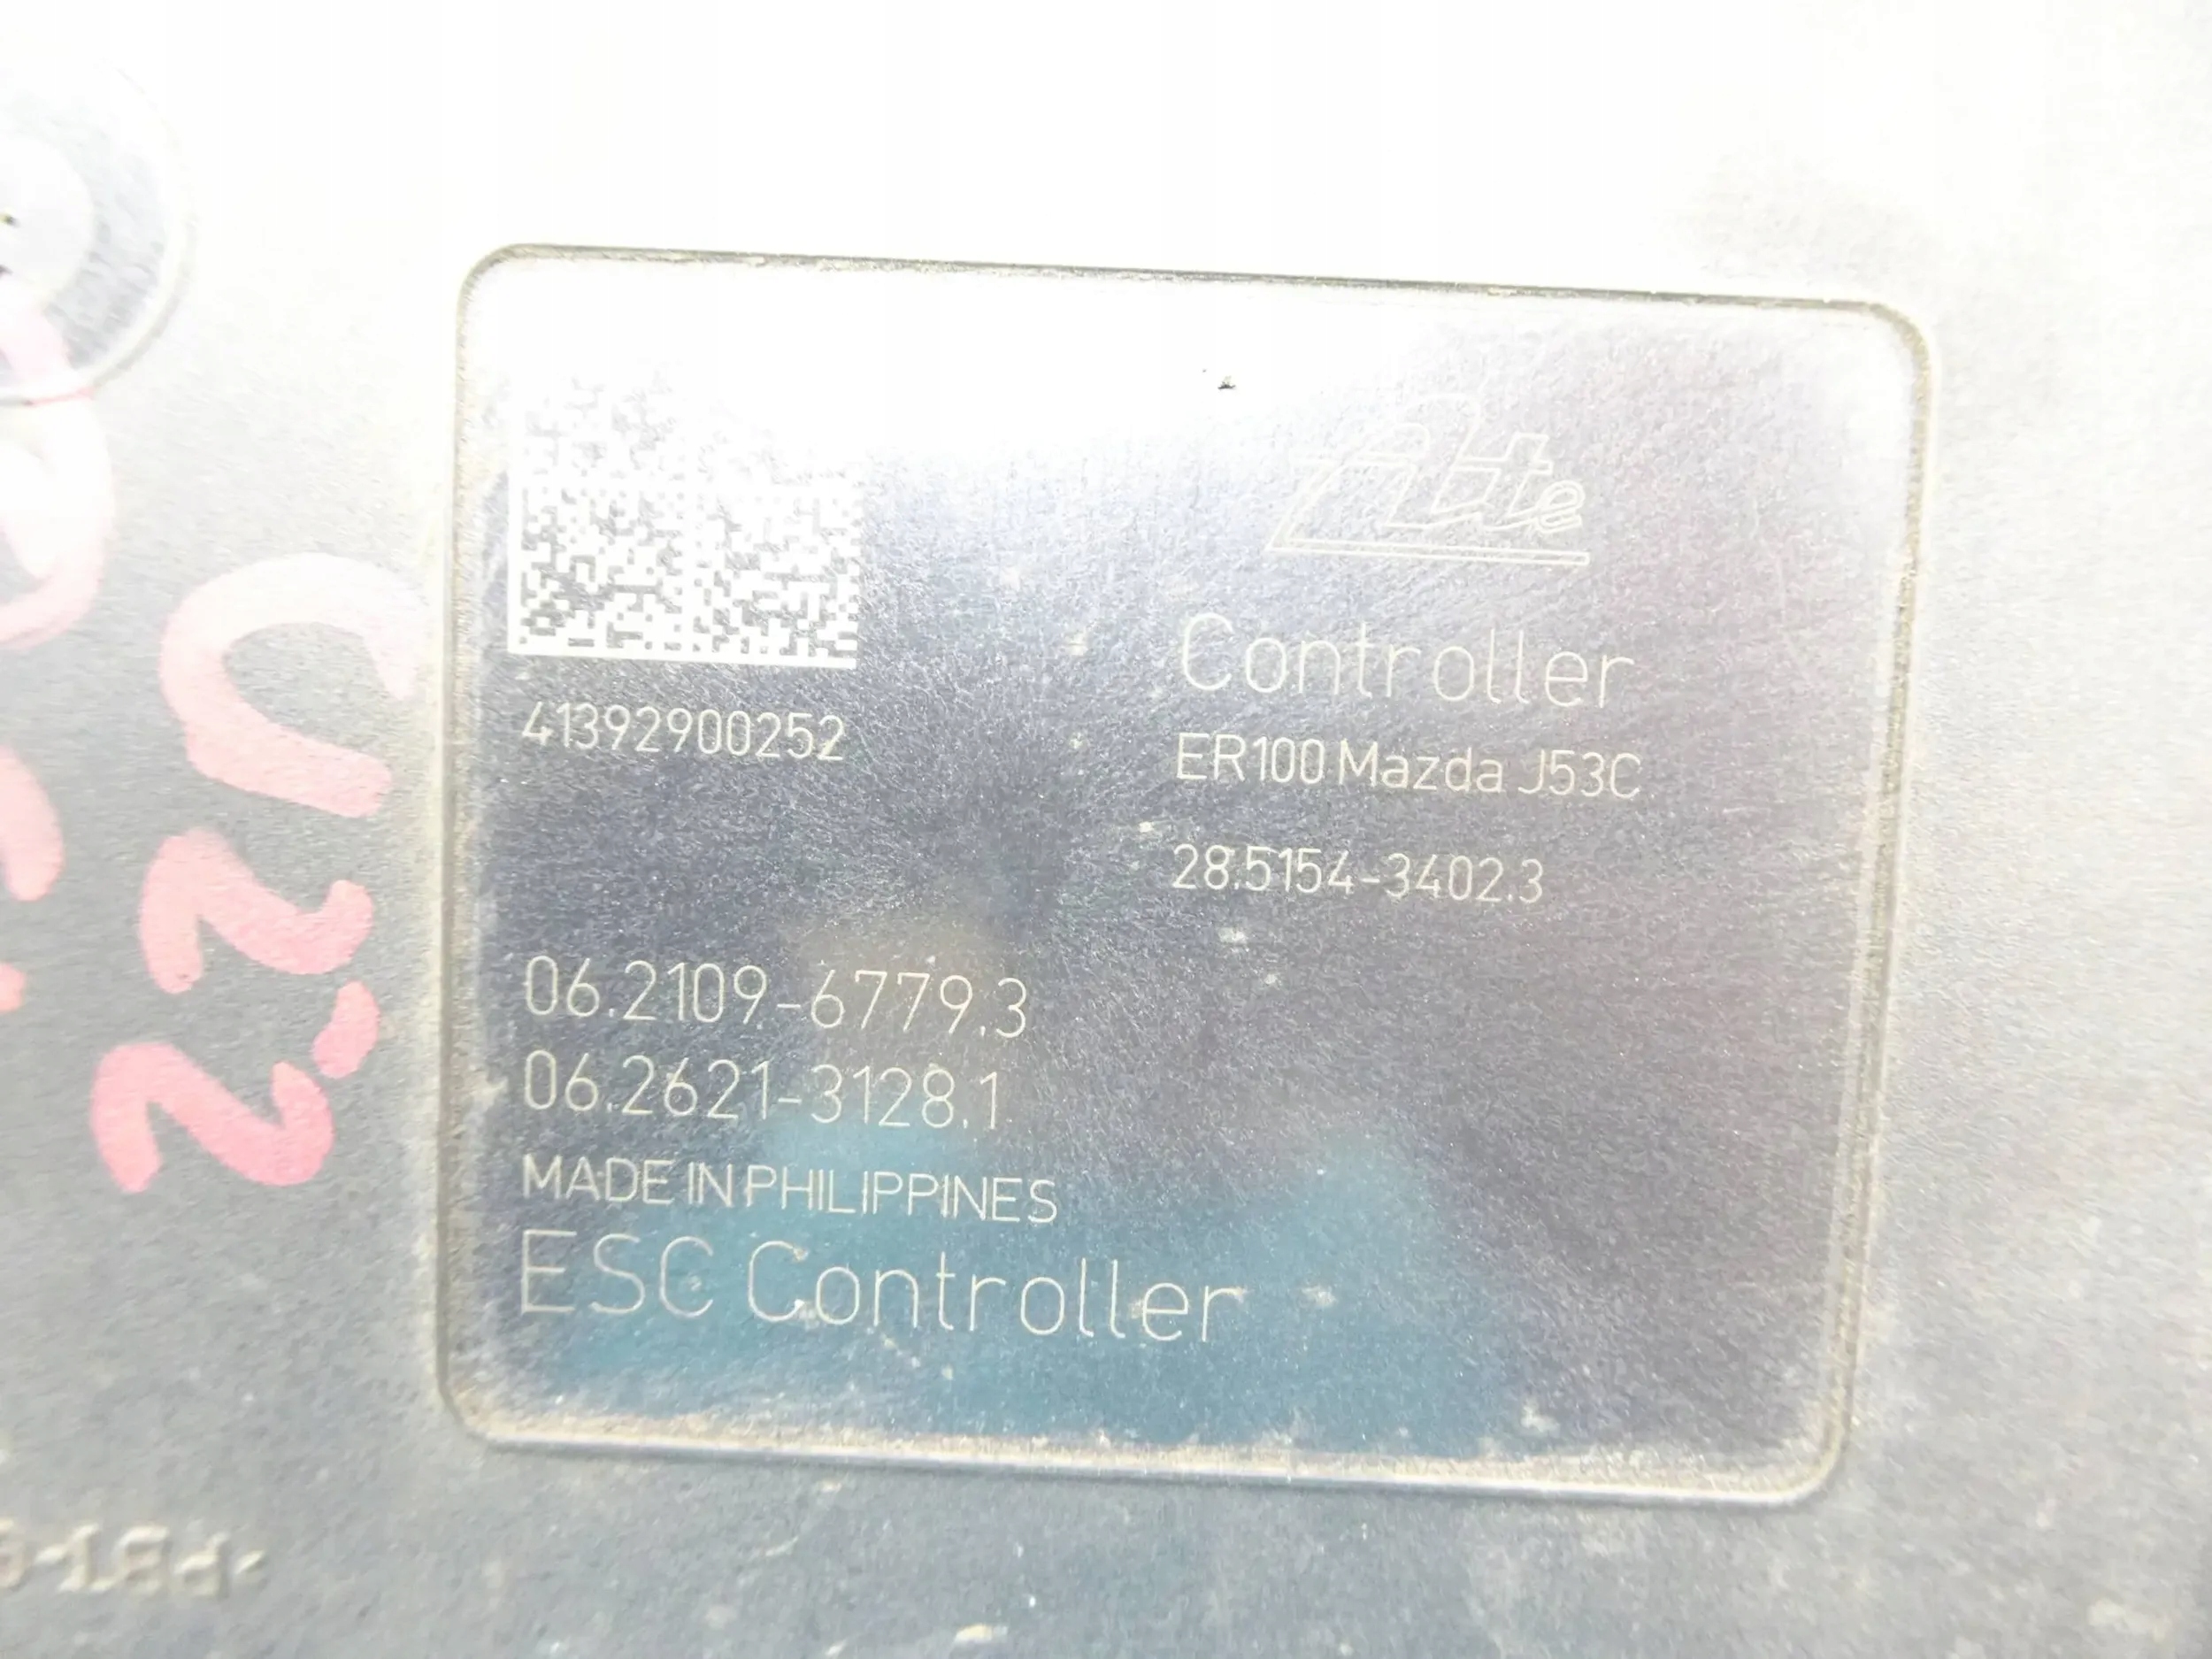 Ate
Controller
41392900252
ER100 Mazda J53C
28.5154-3402.3
06.2109-6779.3
06.2621-3128.1
MADE IN PHILIPPINES
ESC Controller